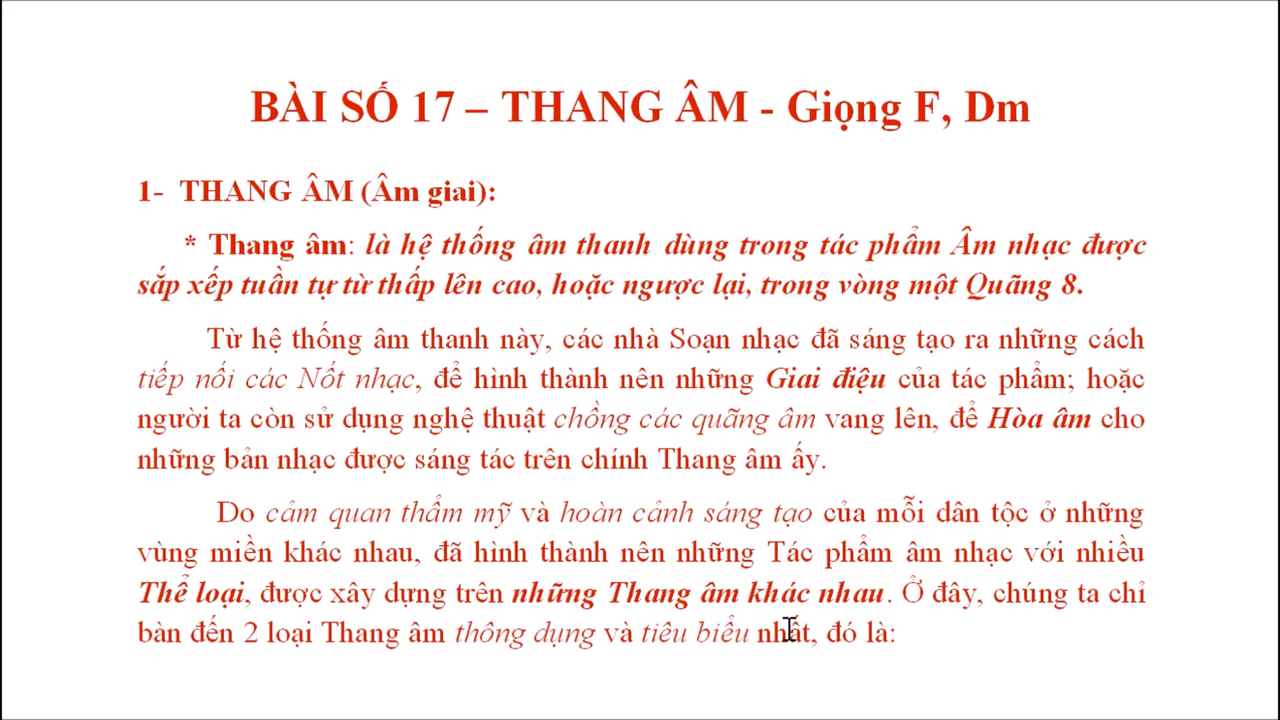 BÀI SỐ 17 – THANG ÂM - Giọng F, Dm
1- THANG ÂM (Âm giai):
* Thang âm: là hệ thống âm thanh dùng trong tác phẩm Âm nhạc được
sắp xếp tuần tự từ thấp lên cao, hoặc ngược lại, trong vòng một Quãng 8.
Từ hệ thống âm thanh này, các nhà Soạn nhạc đã sáng tạo ra những cách
tiếp nối các Nốt nhạc, để hình thành nên những Giai điệu của tác phẩm; hoặc
người ta còn sử dụng nghệ thuật chồng các quãng âm vang lên, để Hòa âm cho
những bản nhạc được sáng tác trên chính Thang âm ấy.
Do cảm quan thẩm mỹ và hoàn cảnh sáng tạo của mỗi dân tộc ở những
vùng miền khác nhau, đã hình thành nên những Tác phẩm âm nhạc với nhiều
Thể loại, được xây dựng trên những Thang âm khác nhau. Ở đây, chúng ta chỉ
bàn đến 2 loại Thang âm thông dụng và tiêu biểu nhất, đó là: